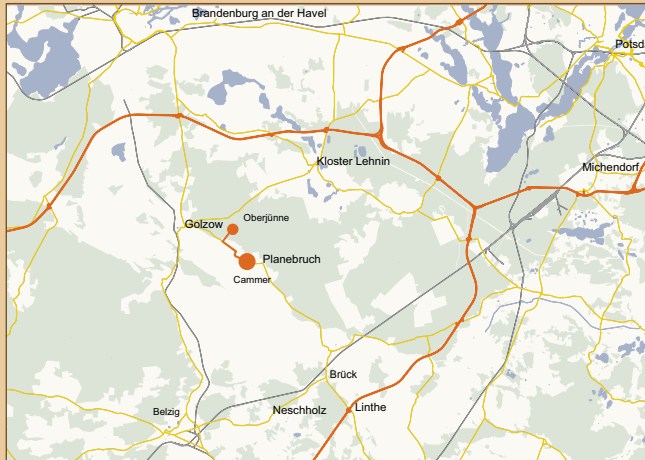 Brandenburg an der Havel
Potsd
Kloster Lehnin
Michendorf
Oberjünne
Golzow
Planebruch
Cammer
Brück
Belzig
Neschholz
Linthe